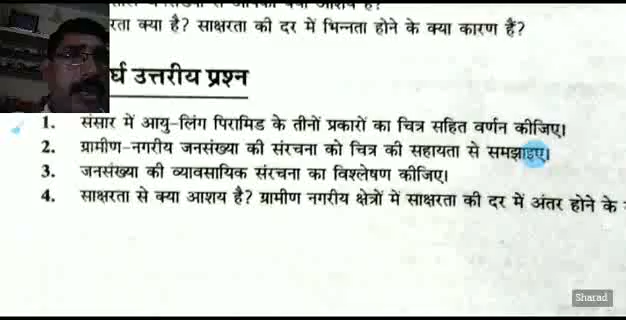 रता क्या है? साक्षरता की दर में भिन्नता होने के क्या कारण हैं?
र्घ उत्तरीय प्रश्न
1. संसार में आयु-लिंग पिरामिड के तीनों प्रकारों का चित्र सहित वर्णन कीजिए।
2. ग्रामीण-नगरीय जनसंख्या की संरचना को चित्र की सहायता से समझाइए।
3. जनसंख्या की व्यावसायिक संरचना का विश्लेषण कीजिए।
4. साक्षरता से क्या आशय है? ग्रामीण नगरीय क्षेत्रों में साक्षरता की दर में अंतर होने के
Sharad